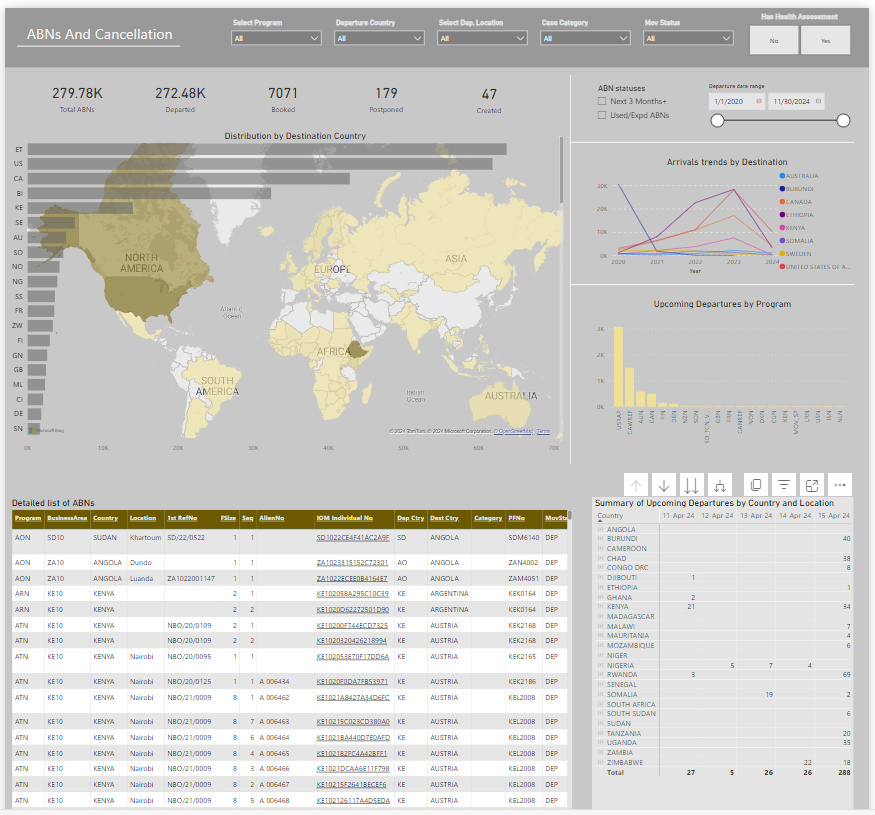 ABNs And Cancellation
Select Program
All
Departure Country
All
Select Dep. Location
All
Case Category
All
Mov Status
All
Has Health Assessment
No
Yes
279.78K
Total ABNs
272.48K
Departed
7071
Booked
179
Postponed
47
Created
ABN statuses
Next 3 Months+
Used/Expd ABNs
Departure date range
1/1/2020
11/30/2024
Distribution by Destination Country
ET
US
CA
BI
KE
SE
AU
SO
NO
NG
SS
FR
ZW
FI
GN
GB
ML
CI
DE
SN
0K 10K 20K 30K 40K 50K 60K 70K
NORTH AMERICA
EUROPE
ASIA
Atlantic Ocean
AFRICA
SOUTH AMERICA
Indian Ocean
AUSTRALIA
Microsoft Bing
© 2024 TomTom, © 2024 Microsoft Corporation, © OpenStreetMap Terms
Arrivals trends by Destination
30K
20K
10K
0K
2020 2021 2022 2023 2024
Year
AUSTRALIA
BURUNDI
CANADA
ETHIOPIA
KENYA
SOMALIA
SWEDEN
UNITED STATES OF A...
Upcoming Departures by Program
3K
2K
1K
0K
USRAP
CAWREF
AUN
CAN
FIN
DEN
NZN
SON
GBN
CANREF
NON
DKN
CON
KEN
MOV_SP
LVN
USN
IEN
NLN
Detailed list of ABNs
Program BusinessArea Country Location 1st RefNo FSize Seq AlienNo IOM Individual No Dep Ctry Dest Ctry Category PFNo MovSta
AON SD10 SUDAN Khartoum SD/22/0522 1 1 SD1022CE4F41AC2A9F SD ANGOLA SDM6140 DEP
AON ZA10 ANGOLA Dundo 1 1 ZA1023315152C72301 AO ANGOLA ZAN4002 DEP
AON ZA10 ANGOLA Luanda ZA1022001147 1 1 ZA1022ECEE0B4164E7 AO ANGOLA ZAM4051 DEP
ARN KE10 KENYA 2 1 KE102058A295C10C39 KE ARGENTINA KEK0164 DEP
ARN KE10 KENYA 2 2 KE1020D62272501D90 KE ARGENTINA KEK0164 DEP
ATN KE10 KENYA NBO/20/0109 2 1 KE10200F744ECD7325 KE AUSTRIA KEK2168 DEP
ATN KE10 KENYA NBO/20/0109 2 2 KE1020320426218994 KE AUSTRIA KEK2168 DEP
ATN KE10 KENYA Nairobi NBO/20/0095 1 1 KE102053E70F17DD6A KE AUSTRIA KEK2165 DEP
ATN KE10 KENYA Nairobi NBO/20/0125 1 1 A 006434 KE1020F0DA7FB53971 KE AUSTRIA KEK2186 DEP
ATN KE10 KENYA Nairobi NBO/21/0009 8 1 A 006462 KE1021A8427A34D6FC KE AUSTRIA KEL2008 DEP
ATN KE10 KENYA Nairobi NBO/21/0009 8 7 A 006463 KE10215C023CD380A0 KE AUSTRIA KEL2008 DEP
ATN KE10 KENYA Nairobi NBO/21/0009 8 6 A 006464 KE1021BA440D7E0AFD KE AUSTRIA KEL2008 DEP
ATN KE10 KENYA Nairobi NBO/21/0009 8 4 A 006465 KE102182FC4A42BFF1 KE AUSTRIA KEL2008 DEP
ATN KE10 KENYA Nairobi NBO/21/0009 8 3 A 006466 KE1021DCAA6E11F798 KE AUSTRIA KEL2008 DEP
ATN KE10 KENYA Nairobi NBO/21/0009 8 2 A 006467 KE10215F2641BECEF6 KE AUSTRIA KEL2008 DEP
ATN KE10 KENYA Nairobi NBO/21/0009 8 5 A 006468 KE102126117A4D5EDA KE AUSTRIA KEL2008 DEP
Summary of Upcoming Departures by Country and Location
Country 11-Apr 24 12-Apr 24 13-Apr 24 14-Apr 24 15-Apr 24
ANGOLA
BURUNDI 40
CAMEROON
CHAD 38
CONGO DRC 8
DJIBOUTI 1
ETHIOPIA 1
GHANA 2
KENYA 21 34
MADAGASCAR
MALAWI 7
MAURITANIA 4
MOZAMBIQUE 6
NIGER
NIGERIA 5 7 4
RWANDA 3 69
SENEGAL
SOMALIA 19 2
SOUTH AFRICA
SOUTH SUDAN 6
SUDAN
TANZANIA 20
UGANDA 35
ZAMBIA
ZIMBABWE 22 18
Total 27 5 26 26 288